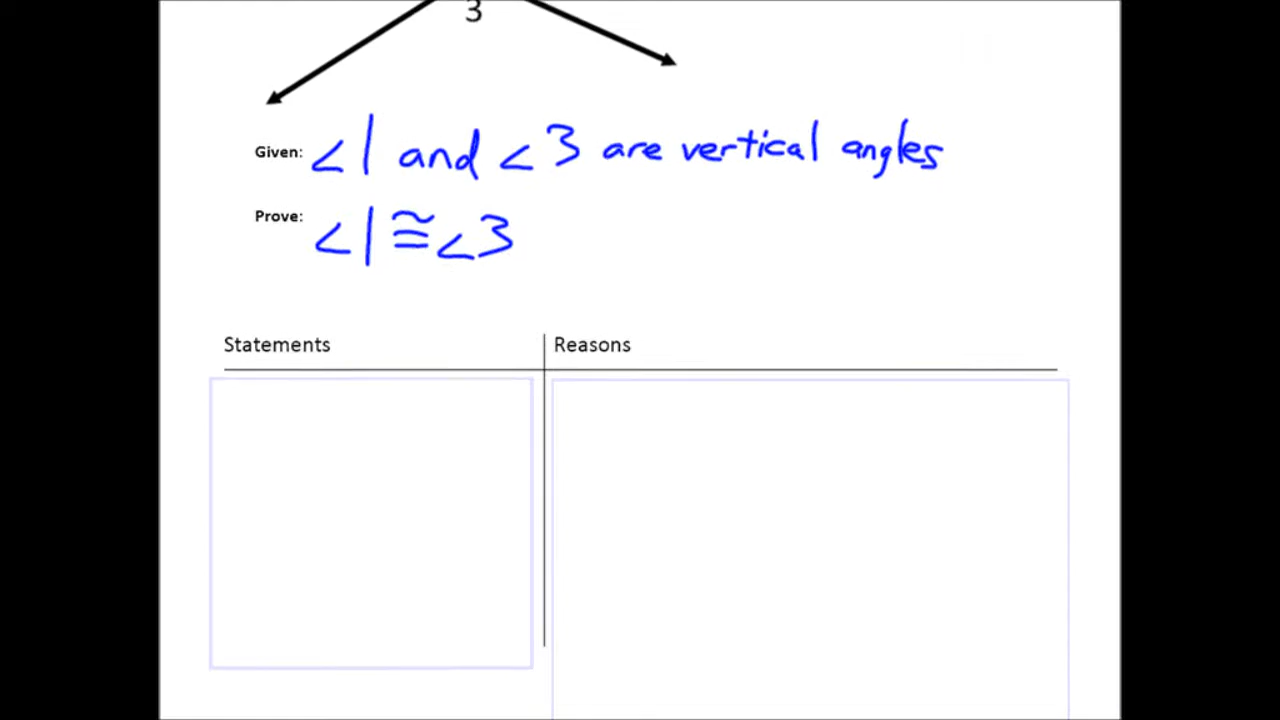 3
Given: ∠1 and ∠3 are vertical angles
Prove: ∠1 ≅ ∠3
Statements Reasons